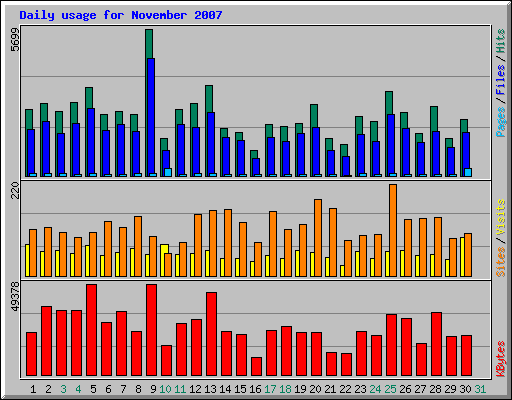 Daily usage for November 2007
5699
Pages / Files / Hits
220
Sites / Visits
49378
KBytes
1 2 3 4 5 6 7 8 9 10 11 12 13 14 15 16 17 18 19 20 21 22 23 24 25 26 27 28 29 30 31